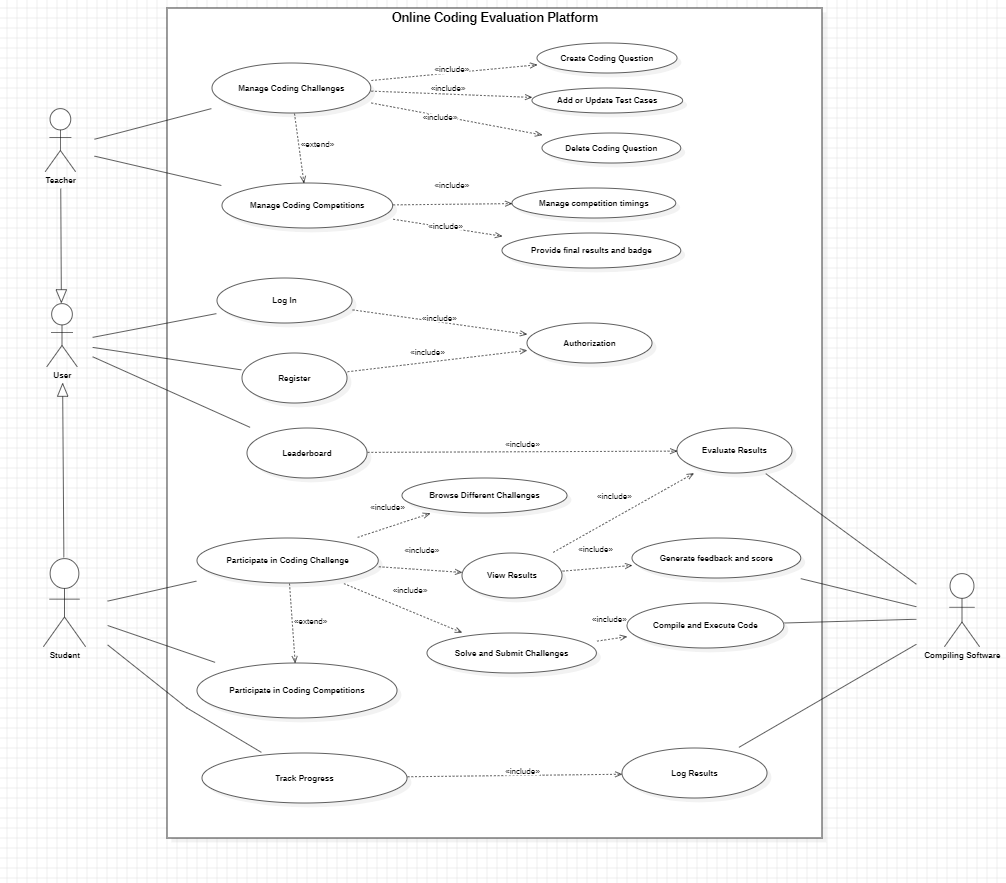 Online Coding Evaluation Platform
Create Coding Question
«include»
Manage Coding Challenges
«include»
Add or Update Test Cases
«include»
«extend»
Delete Coding Question
Teacher
«include»
Manage Coding Competitions
Manage competition timings
«include»
Provide final results and badge
Log In
«include»
Authorization
«include»
User
Register
«include»
Leaderboard
Evaluate Results
Browse Different Challenges
«include»
«include»
«include»
«include»
Participate in Coding Challenge
Generate feedback and score
View Results
«include»
«extend»
«include»
Compile and Execute Code
Student
Solve and Submit Challenges
Compiling Software
Participate in Coding Competitions
«include»
Track Progress
Log Results